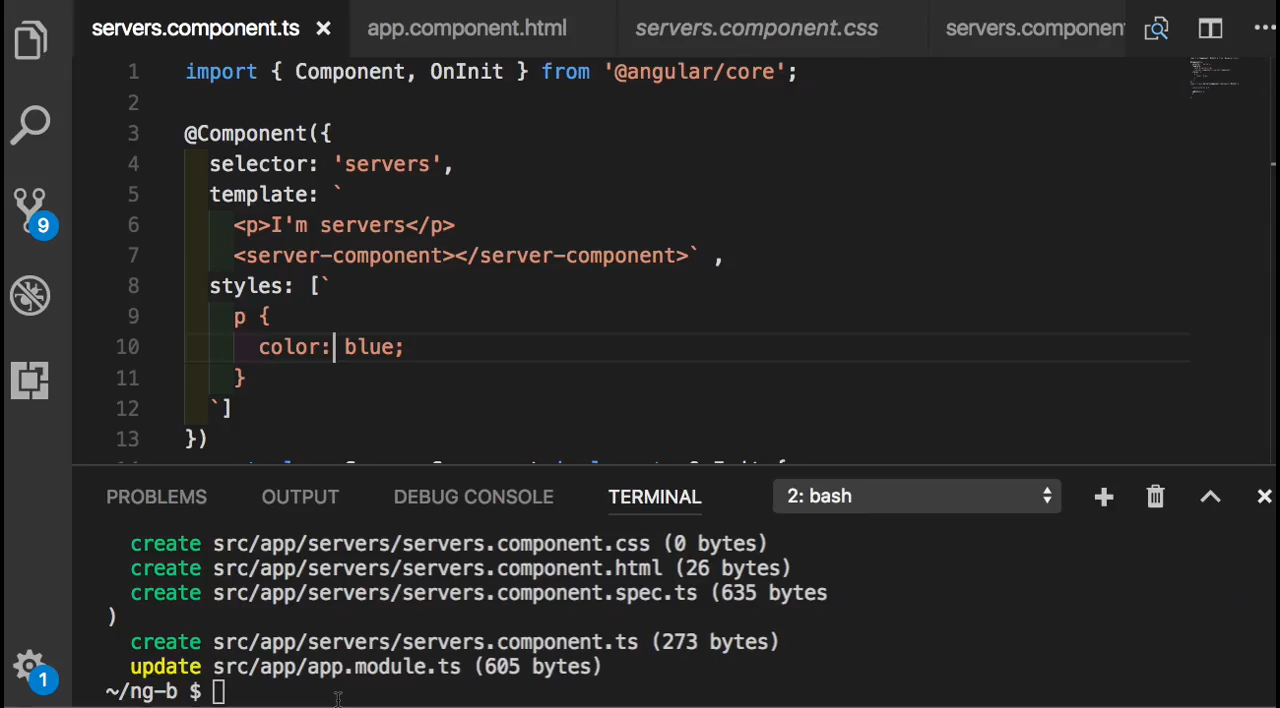 servers.component.ts × app.component.html servers.component.css servers.componen
1 import { Component, OnInit } from '@angular/core';
2
3 @Component({
4 selector: 'servers',
5 template: `
6 <p>I'm servers</p>
7 <server-component></server-component>` ,
8 styles: [`
9 p {
10 color: blue;
11 }
12 `]
13 })
9
1
PROBLEMS OUTPUT DEBUG CONSOLE TERMINAL 2: bash
create src/app/servers/servers.component.css (0 bytes)
create src/app/servers/servers.component.html (26 bytes)
create src/app/servers/servers.component.spec.ts (635 bytes
)
create src/app/servers/servers.component.ts (273 bytes)
update src/app/app.module.ts (605 bytes)
~/ng-b $